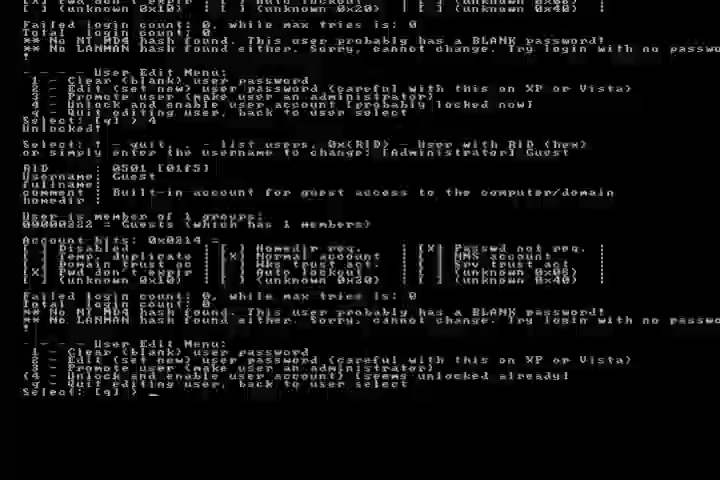 [X] Pwd don't expir | [ ] Auto lockout | [ ] (unknown 0x08) |
[ ] (unknown 0x10) | [ ] (unknown 0x20) | [ ] (unknown 0x40) |
Failed login count: 0, while max tries is: 0
Total login count: 0
** No NT MD4 hash found. This user probably has a BLANK password!
** No LANMAN hash found either. Sorry, cannot change. Try login with no passwo
!
- - - - User Edit Menu:
1 - Clear (blank) user password
2 - Edit (set new) user password (careful with this on XP or Vista)
3 - Promote user (make user an administrator)
4 - Unlock and enable user account [probably locked now]
q - Quit editing user, back to user select
Select: [q] > 4
Unlocked!
Select: ! - quit, . - list users, 0x<RID> - User with RID (hex)
or simply enter the username to change: [Administrator] Guest
RID : 0501 [01f5]
Username: Guest
fullname:
comment : Built-in account for guest access to the computer/domain
homedir :
User is member of 1 groups:
00000222 = Guests (which has 1 members)
Account bits: 0x0214 =
[ ] Disabled | [ ] Homedir req. | [X] Passwd not req. |
[ ] Temp. duplicate | [X] Normal account | [ ] NMS account |
[ ] Domain trust ac | [ ] Wks trust act. | [ ] Srv trust act |
[X] Pwd don't expir | [ ] Auto lockout | [ ] (unknown 0x08) |
[ ] (unknown 0x10) | [ ] (unknown 0x20) | [ ] (unknown 0x40) |
Failed login count: 0, while max tries is: 0
Total login count: 0
** No NT MD4 hash found. This user probably has a BLANK password!
** No LANMAN hash found either. Sorry, cannot change. Try login with no passwo
!
- - - - User Edit Menu:
1 - Clear (blank) user password
2 - Edit (set new) user password (careful with this on XP or Vista)
3 - Promote user (make user an administrator)
(4 - Unlock and enable user account) [seems unlocked already]
q - Quit editing user, back to user select
Select: [q] > _